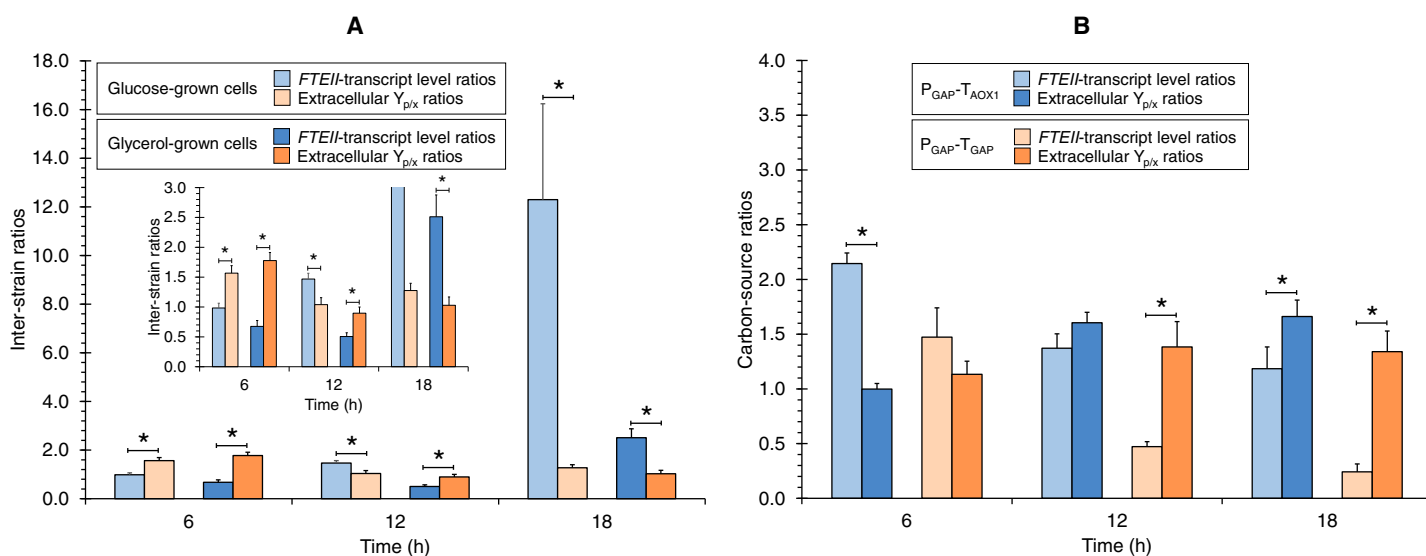 A
18.0
16.0
14.0
12.0
10.0
8.0
6.0
4.0
2.0
0.0
Inter-strain ratios
Glucose-grown cells
FTEII-transcript level ratios
Extracellular Yp/x ratios
Glycerol-grown cells
FTEII-transcript level ratios
Extracellular Yp/x ratios
3.0
2.5
2.0
1.5
1.0
0.5
0.0
Inter-strain ratios
* * * * *
6 12 18
Time (h)
* * * * * *
6 12 18
Time (h)
B
4.0
3.5
3.0
2.5
2.0
1.5
1.0
0.5
0.0
Carbon-source ratios
PGAP-TAOX1
FTEII-transcript level ratios
Extracellular Yp/x ratios
PGAP-TGAP
FTEII-transcript level ratios
Extracellular Yp/x ratios
* * * *
6 12 18
Time (h)